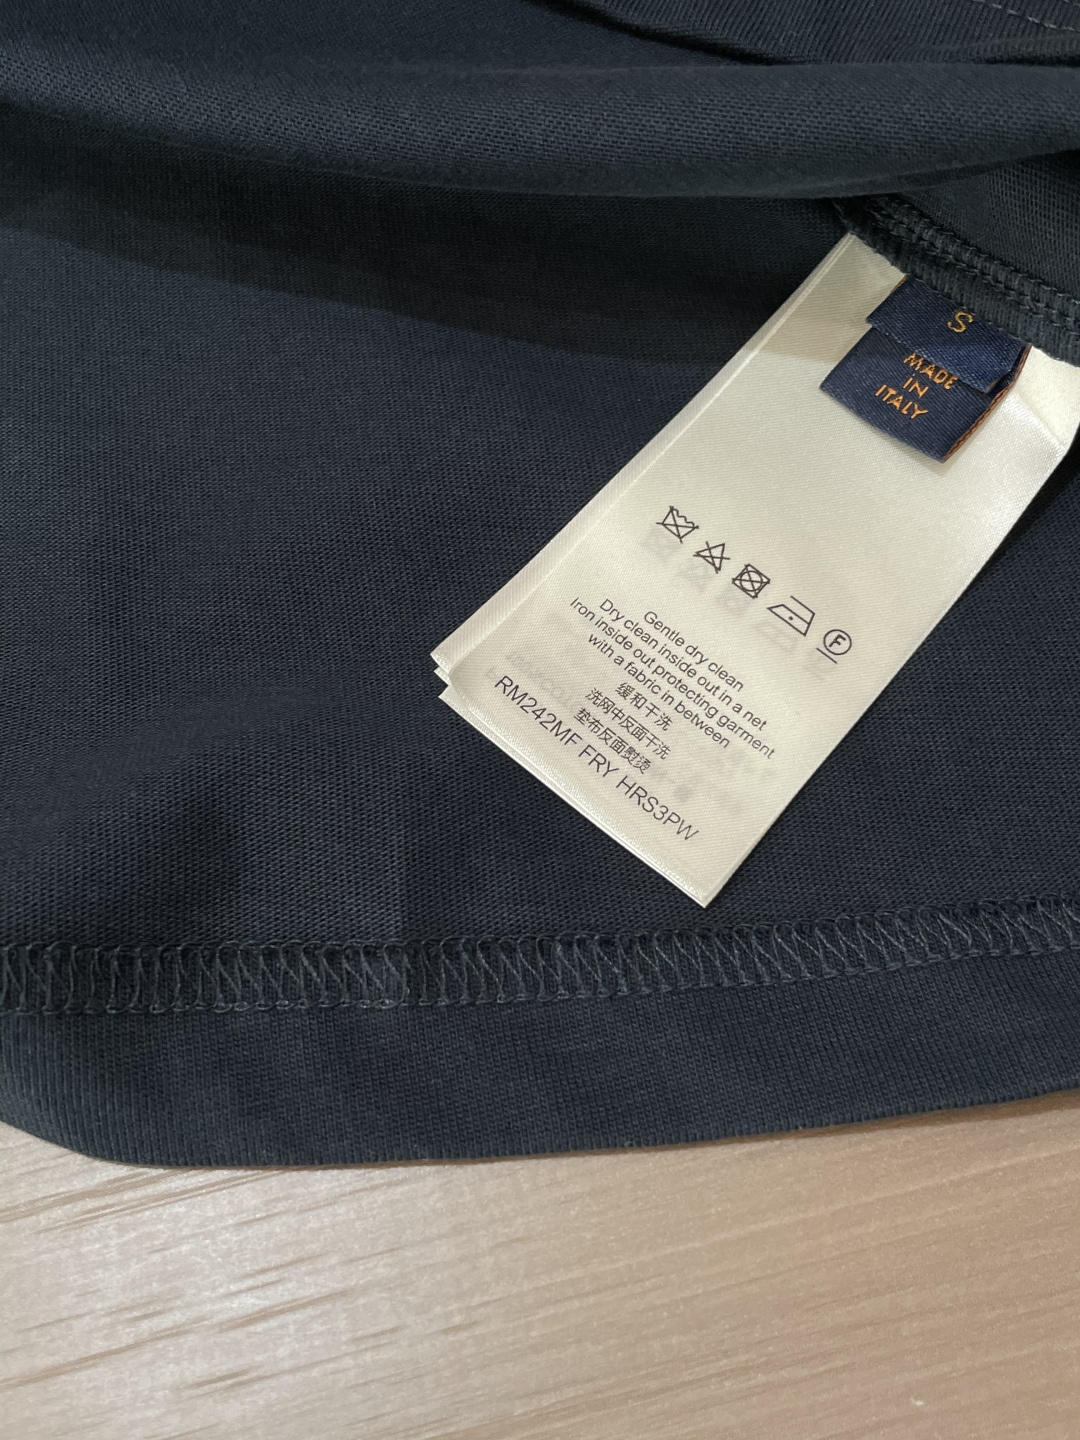 S
MADE
IN
ITALY
F
Gentle dry clean
Dry clean inside out in a net
Iron inside out protecting garment
with a fabric in between
缓和干洗
洗网中反面干洗
垫布反面熨烫
RM242MF FRY HRS3PW